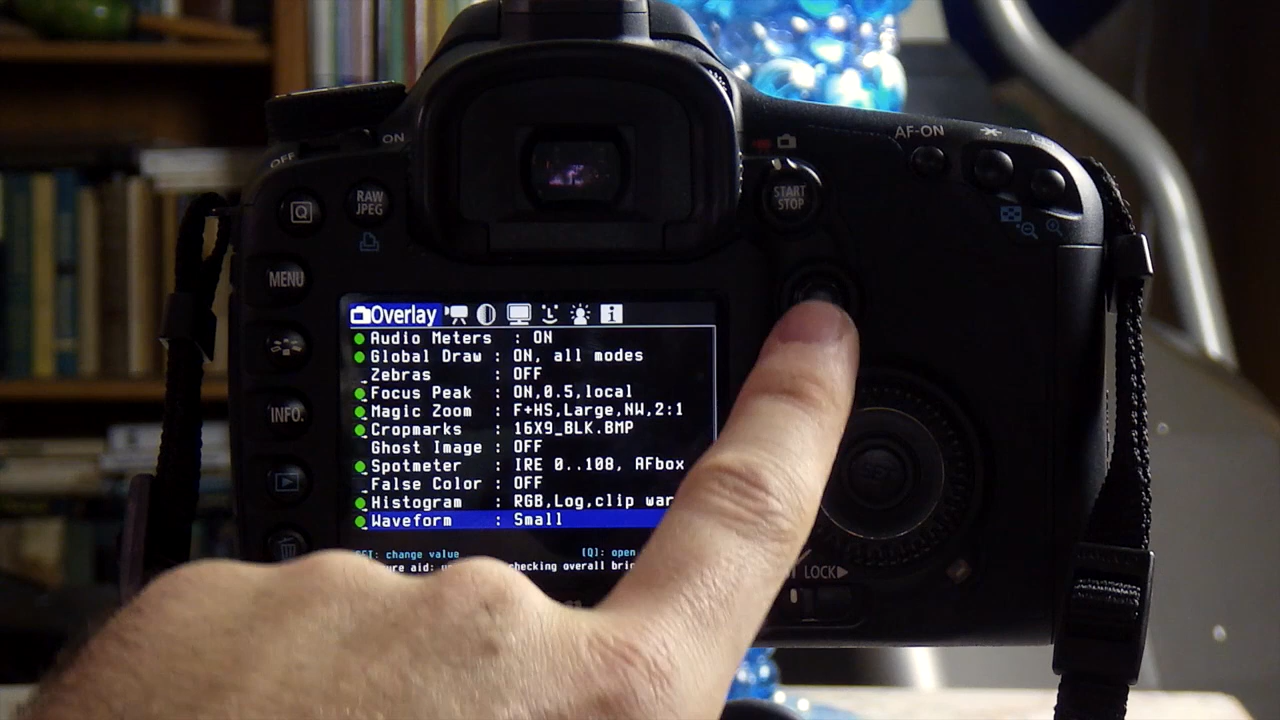 AF-ON
ON
OFF
START
STOP
RAW
JPEG
Q
MENU
INFO.
Overlay
Audio Meters : ON
Global Draw : ON, all modes
Zebras : OFF
Focus Peak : ON,0.5,local
Magic Zoom : F+HS,Large,NW,2:1
Cropmarks : 16X9_BLK.BMP
Ghost Image : OFF
Spotmeter : IRE 0..108, AFbox
False Color : OFF
Histogram : RGB,Log,clip war
Waveform : Small
SET: change value [Q]: open
checking overall
LOCK
SET